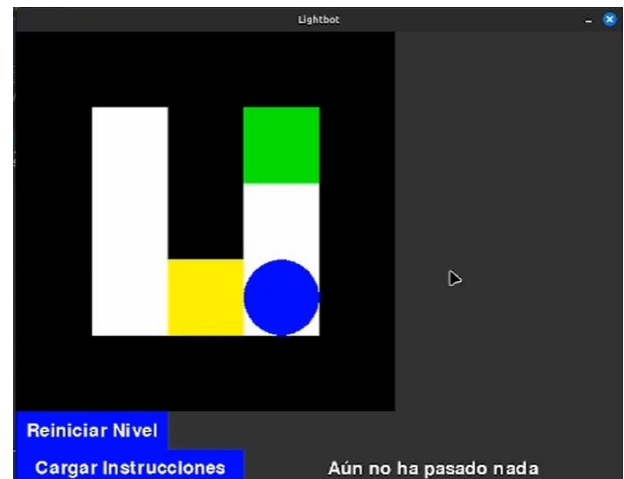 Lightbot
Reiniciar Nivel
Cargar Instrucciones
Aún no ha pasado nada